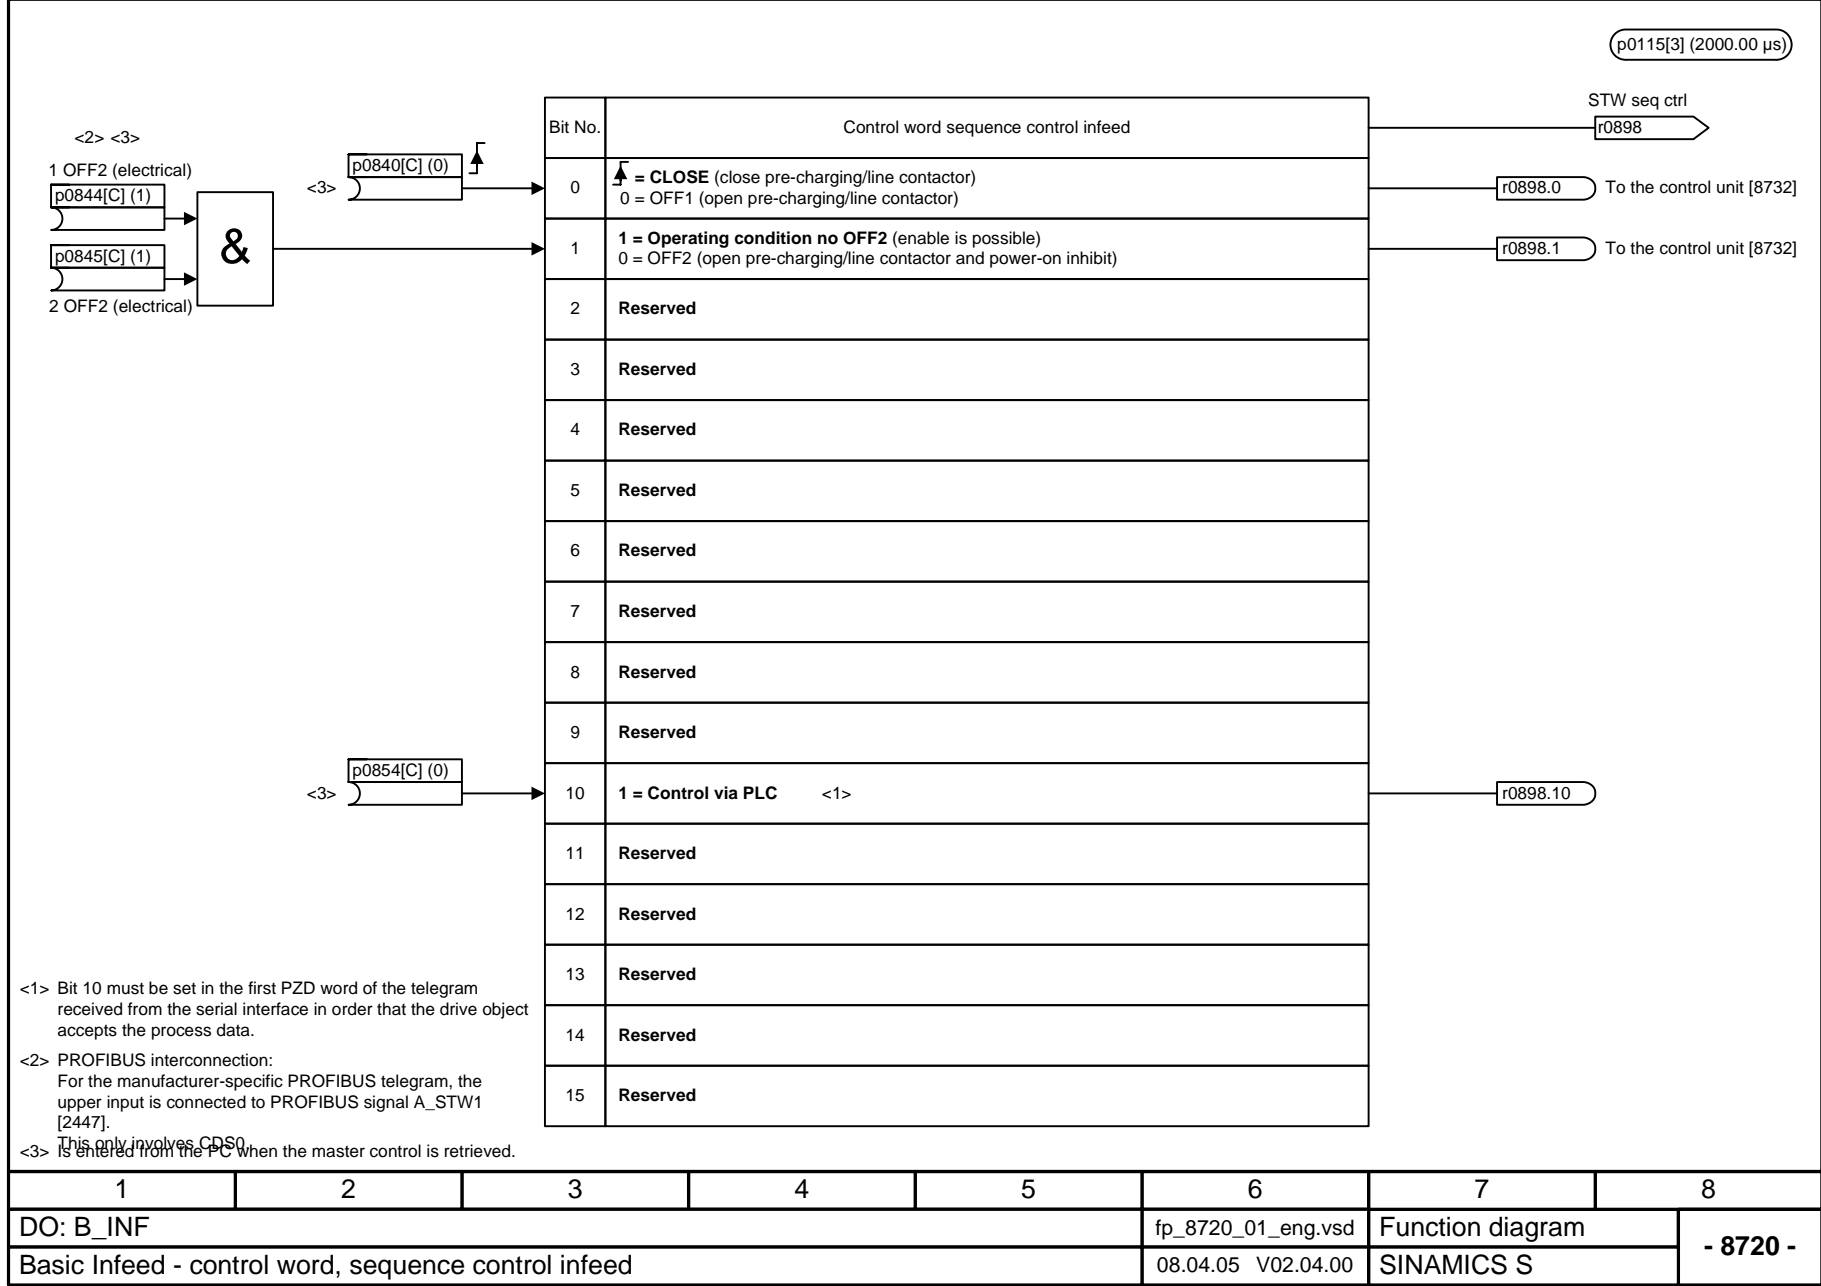 p0115[3] (2000.00 µs)
STW seq ctrl
Bit No. Control word sequence control infeed r0898
<2> <3>
1 OFF2 (electrical)
p0844[C] (1)
p0845[C] (1)
2 OFF2 (electrical)
&
<3> p0840[C] (0)
0 = CLOSE (close pre-charging/line contactor)
0 = OFF1 (open pre-charging/line contactor)
r0898.0 To the control unit [8732]
1 1 = Operating condition no OFF2 (enable is possible)
0 = OFF2 (open pre-charging/line contactor and power-on inhibit)
r0898.1 To the control unit [8732]
2 Reserved
3 Reserved
4 Reserved
5 Reserved
6 Reserved
7 Reserved
8 Reserved
9 Reserved
<3> p0854[C] (0)
10 1 = Control via PLC <1>
r0898.10
11 Reserved
12 Reserved
13 Reserved
14 Reserved
15 Reserved
<1> Bit 10 must be set in the first PZD word of the telegram
received from the serial interface in order that the drive object
accepts the process data.
<2> PROFIBUS interconnection:
For the manufacturer-specific PROFIBUS telegram, the
upper input is connected to PROFIBUS signal A_STW1
[2447].
This only involves CDS0.
<3> Is entered from the PC when the master control is retrieved.
1 2 3 4 5 6 7 8
DO: B_INF fp_8720_01_eng.vsd Function diagram - 8720 -
Basic Infeed - control word, sequence control infeed 08.04.05 V02.04.00 SINAMICS S